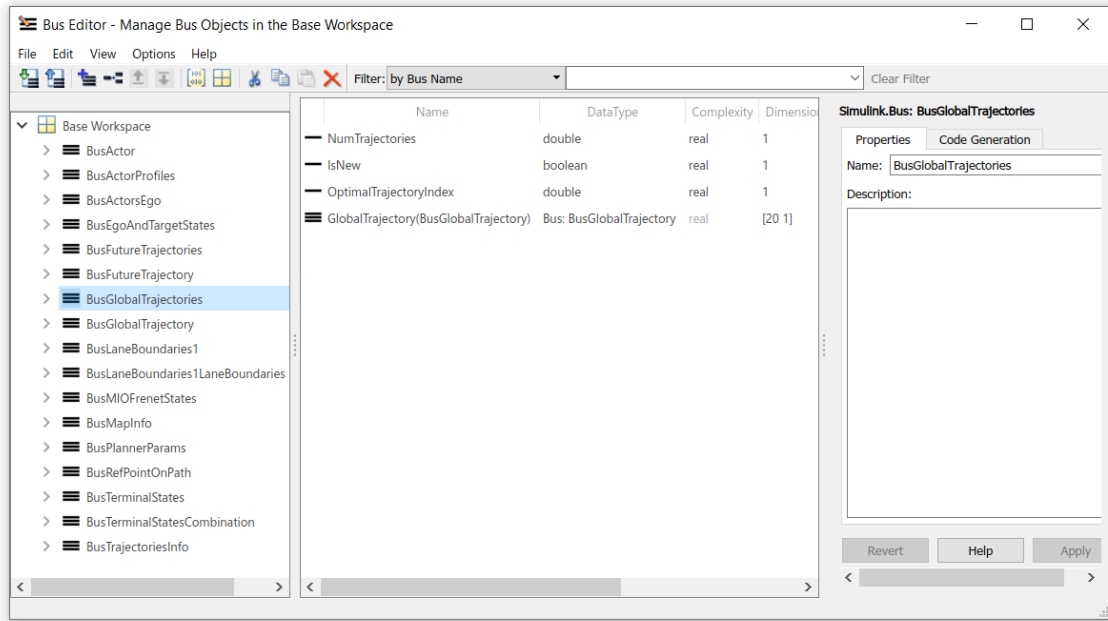 Bus Editor - Manage Bus Objects in the Base Workspace
File Edit View Options Help
Filter: by Bus Name Clear Filter
Base Workspace
BusActor
BusActorProfiles
BusActorsEgo
BusEgoAndTargetStates
BusFutureTrajectories
BusFutureTrajectory
BusGlobalTrajectories
BusGlobalTrajectory
BusLaneBoundaries1
BusLaneBoundaries1LaneBoundaries
BusMIOFrenetStates
BusMapInfo
BusPlannerParams
BusRefPointOnPath
BusTerminalStates
BusTerminalStatesCombination
BusTrajectoriesInfo
Name DataType Complexity Dimension
NumTrajectories double real 1
IsNew boolean real 1
OptimalTrajectoryIndex double real 1
GlobalTrajectory(BusGlobalTrajectory) Bus: BusGlobalTrajectory real [20 1]
Simulink.Bus: BusGlobalTrajectories
Properties Code Generation
Name: BusGlobalTrajectories
Description:
Revert Help Apply